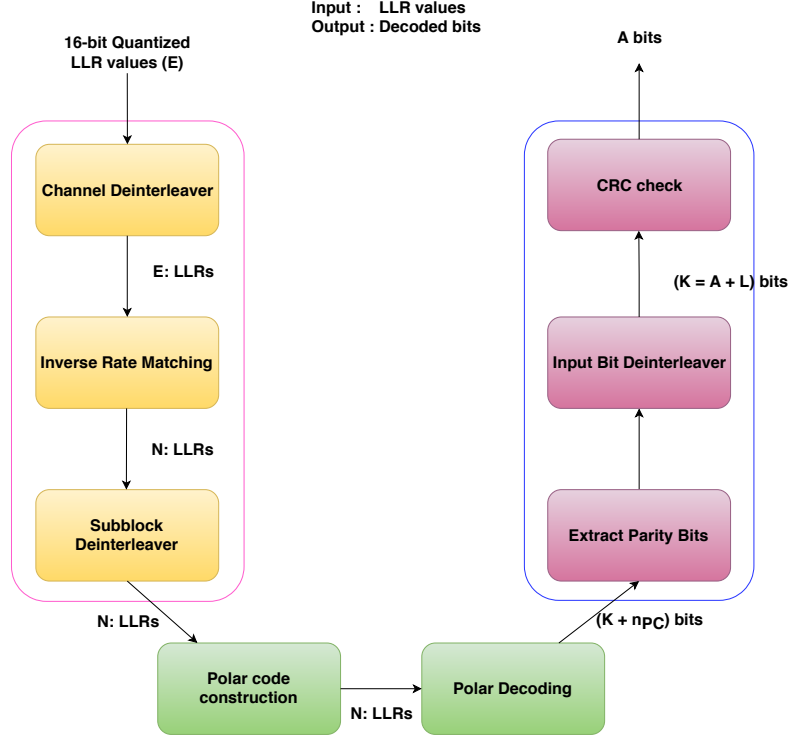 Input : LLR values
Output : Decoded bits
16-bit Quantized
LLR values (E)
Channel Deinterleaver
E: LLRs
Inverse Rate Matching
N: LLRs
Subblock
Deinterleaver
N: LLRs
Polar code
construction
N: LLRs
Polar Decoding
(K + nPC) bits
Extract Parity Bits
Input Bit Deinterleaver
(K = A + L) bits
CRC check
A bits